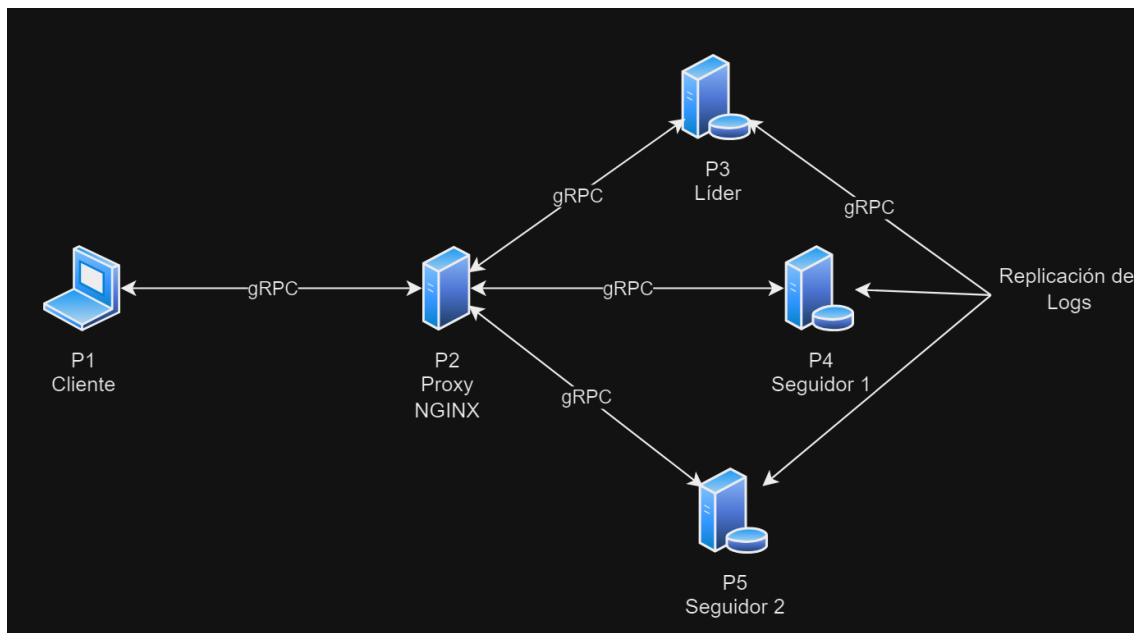 P3
Líder
gRPC
gRPC
P1
Cliente
gRPC
P2
Proxy
NGINX
gRPC
P4
Seguidor 1
Replicación de
Logs
gRPC
P5
Seguidor 2